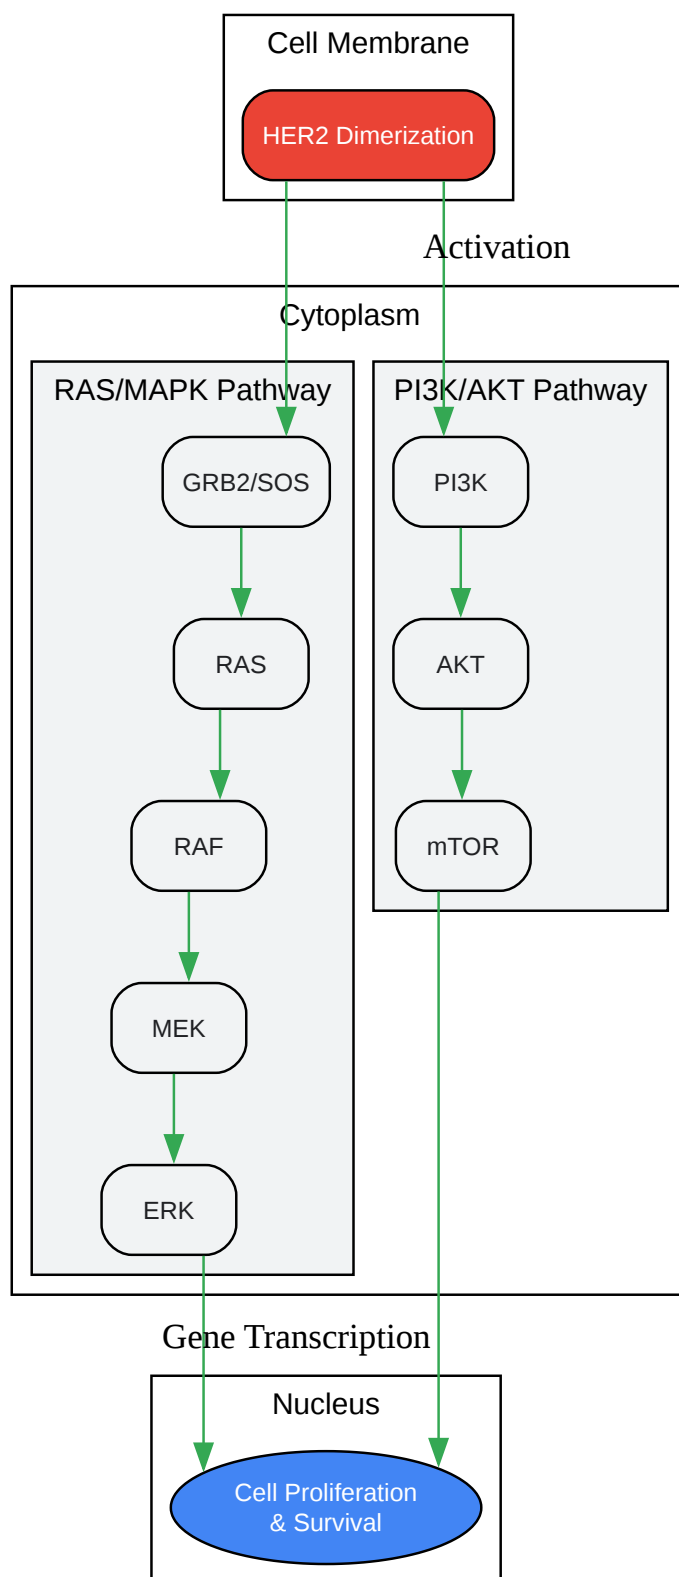 Cell Membrane
HER2 Dimerization
Activation
Cytoplasm
RAS/MAPK Pathway
PI3K/AKT Pathway
GRB2/SOS
PI3K
RAS
AKT
RAF
mTOR
MEK
ERK
Gene Transcription
Nucleus
Cell Proliferation
& Survival